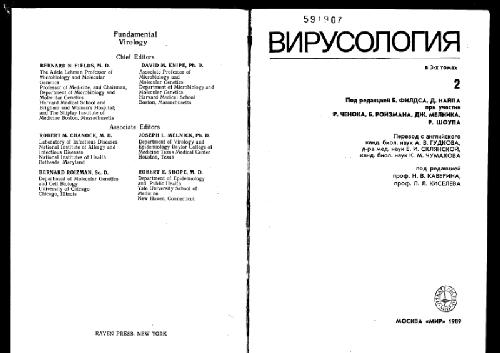 Fundamental
Virology
Chief Editors
BERNARD N. FIELDS, M. D.
The Adele Lehman Professor of
Microbiology and Molecular
Genetics
Professor of Medicine, and Chairman,
Department of Microbiology and
Molecular Genetics
Harvard Medical School and
Brigham and Women's Hospital;
and The Shipley Institute of
Medicine Boston, Massachusetts
DAVID M. KNIPE, Ph. D.
Associate Professor of
Microbiology and
Molecular Genetics
Department of Microbiology and
Molecular Genetics
Harvard Medical School
Boston, Massachusetts
Associate Editors
ROBERT M. CHANOCK, M. D.
Laboratory of Infectious Diseases
National Institute of Allergy and
Infectious Diseases
National Institute of Health
Bethesda Maryland
JOSEPH L. MELNICK, Ph. D.
Department of Virology and
Epidemiology Baylor College of
Medicine Texas Medical Center
Houston, Texas
BERNARD ROIZMAN, Sc. D.
Department of Molecular Genetics
and Cell Biology
University of Chicago
Chicago, Illinois
ROBERT E. SHOPE, M. D.
Department of Epidemiology
and Public Health
Yale University School of
Medicine
New Haven, Connecticut
RAVEN PRESS. NEW YORK
591907
ВИРУСОЛОГИЯ
в 3-х томах
2
Под редакцией Б. ФИЛДСА, Д. НАЙПА
при участии
Р. ЧЕНОКА, Б. РОЙЗМАНА, ДЖ. МЕЛНИКА,
Р. ШОУПА
Перевод с английского
канд. биол. наук А. В. ГУДКОВА,
д-ра мед. наук Е. И. СКЛЯНСКОЙ,
канд. биол. наук К. М. ЧУМАКОВА
под редакцией
проф. Н. В. КАВЕРИНА,
проф. Л. Л. КИСЕЛЕВА
МОСКВА «МИР» 1989